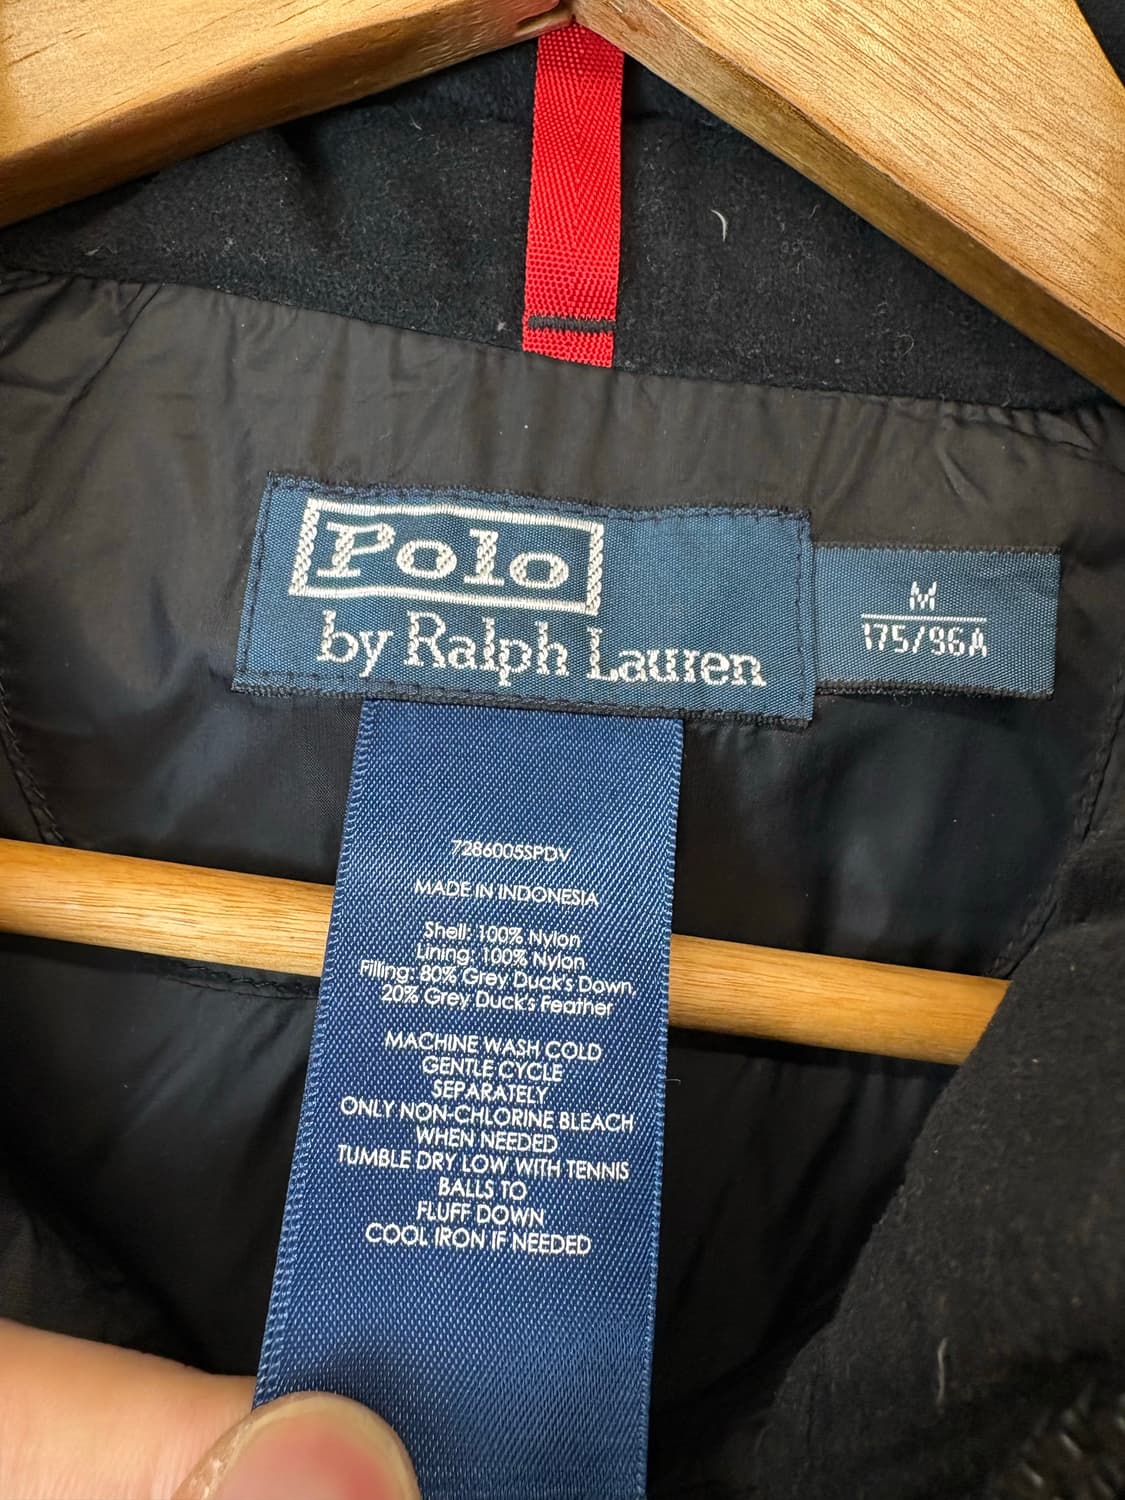 Polo
by Ralph Lauren
M
175/96A
7286005SPDV
MADE IN INDONESIA
Shell: 100% Nylon
Lining: 100% Nylon
Filling: 80% Grey Duck's Down,
20% Grey Duck's Feather
MACHINE WASH COLD
GENTLE CYCLE
SEPARATELY
ONLY NON-CHLORINE BLEACH
WHEN NEEDED
TUMBLE DRY LOW WITH TENNIS
BALLS TO
FLUFF DOWN
COOL IRON IF NEEDED